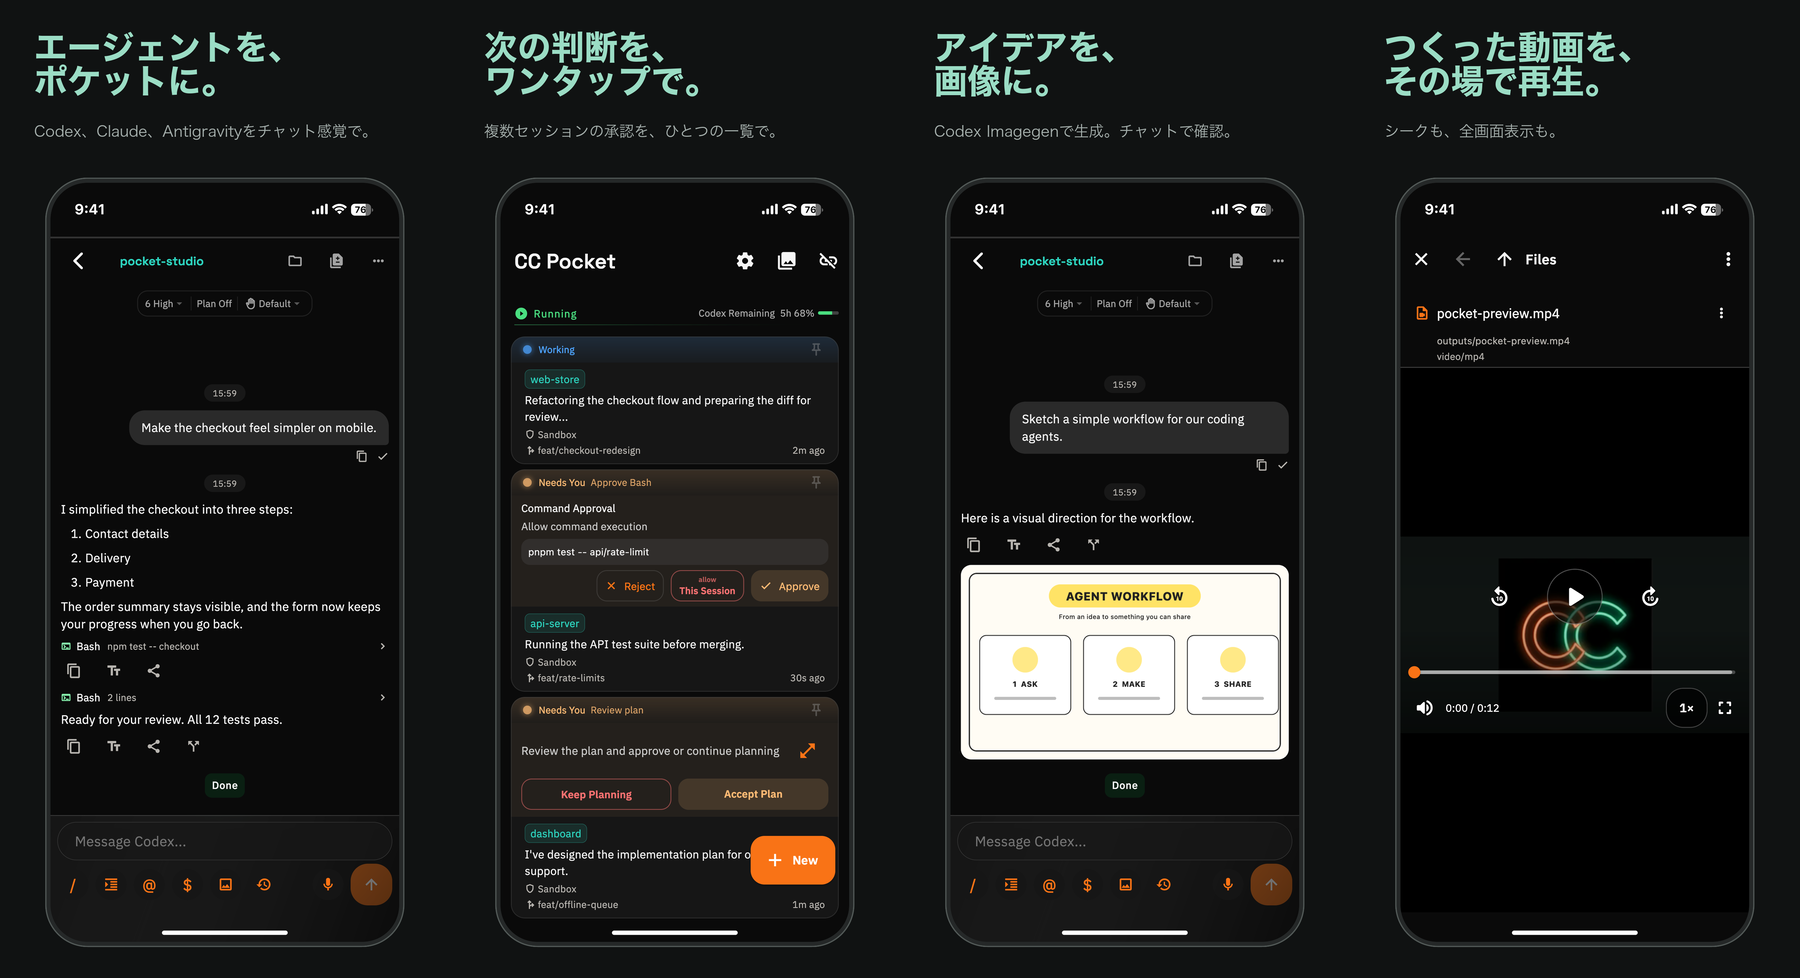 エージェントを、
ポケットに。
Codex、Claude、Antigravityをチャット感覚で。
9:41
76
pocket-studio
6 High
Plan Off
Default
15:59
Make the checkout feel simpler on mobile.
15:59
I simplified the checkout into three steps:
1. Contact details
2. Delivery
3. Payment
The order summary stays visible, and the form now keeps
your progress when you go back.
Bash npm test -- checkout
Bash 2 lines
Ready for your review. All 12 tests pass.
Done
Message Codex...
/ @ $
次の判断を、
ワンタップで。
複数セッションの承認を、ひとつの一覧で。
9:41
76
CC Pocket
Running
Codex Remaining 5h 68%
Working
web-store
Refactoring the checkout flow and preparing the diff for
review...
Sandbox
feat/checkout-redesign
2m ago
Needs You Approve Bash
Command Approval
Allow command execution
pnpm test -- api/rate-limit
Reject
allow
This Session
Approve
api-server
Running the API test suite before merging.
Sandbox
feat/rate-limits
30s ago
Needs You Review plan
Review the plan and approve or continue planning
Keep Planning
Accept Plan
dashboard
I've designed the implementation plan for o
support.
New
Sandbox
feat/offline-queue
1m ago
アイデアを、
画像に。
Codex Imagegenで生成。チャットで確認。
9:41
76
pocket-studio
6 High
Plan Off
Default
15:59
Sketch a simple workflow for our coding
agents.
15:59
Here is a visual direction for the workflow.
AGENT WORKFLOW
From an idea to something you can share
1 ASK
2 MAKE
3 SHARE
Done
Message Codex...
/ @ $
つくった動画を、
その場で再生。
シークも、全画面表示も。
9:41
76
Files
pocket-preview.mp4
outputs/pocket-preview.mp4
video/mp4
10
10
CC
0:00 / 0:12
1×